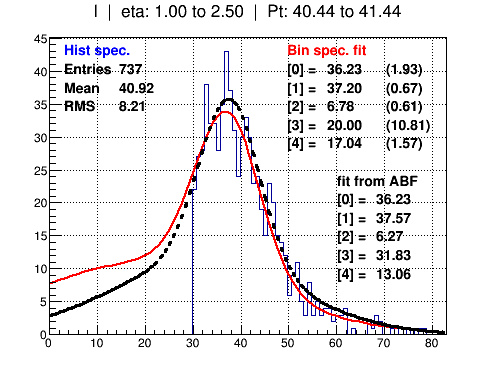 I | eta: 1.00 to 2.50 | Pt: 40.44 to 41.44
Hist spec.
Entries 737
Mean 40.92
RMS 8.21
Bin spec. fit
[0] = 36.23 (1.93)
[1] = 37.20 (0.67)
[2] = 6.78 (0.61)
[3] = 20.00 (10.81)
[4] = 17.04 (1.57)
fit from ABF
[0] = 36.23
[1] = 37.57
[2] = 6.27
[3] = 31.83
[4] = 13.06
45
40
35
30
25
20
15
10
5
0
0 10 20 30 40 50 60 70 80